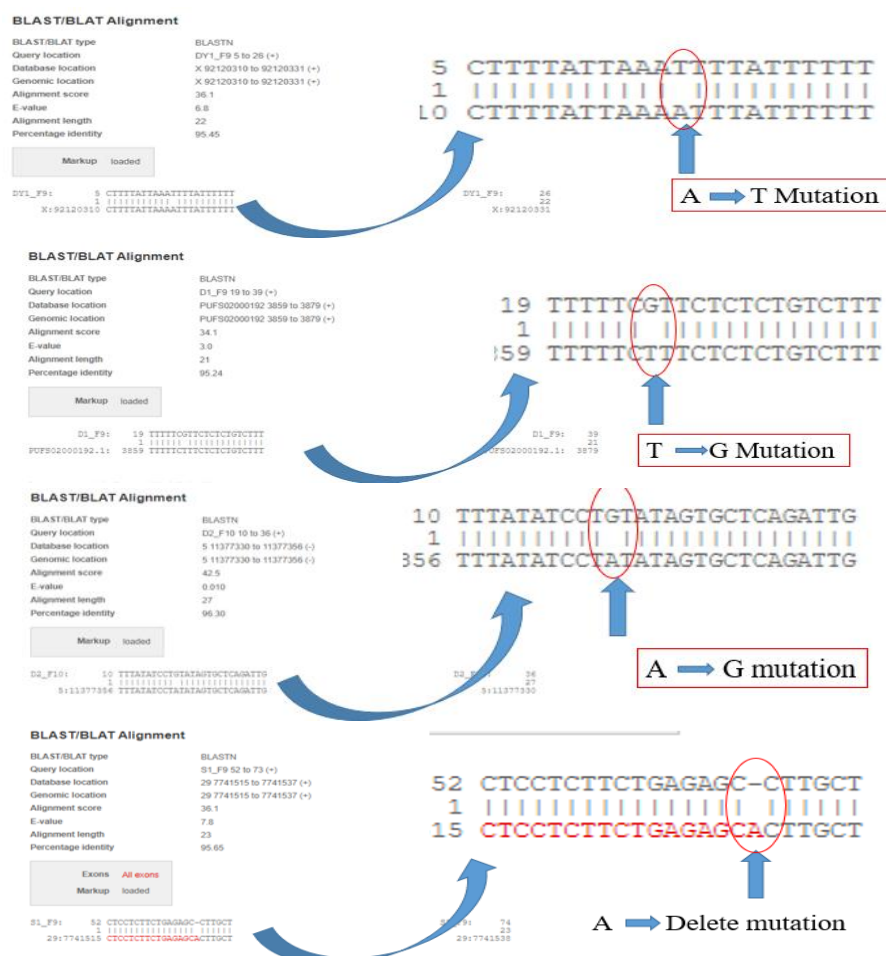 BLAST/BLAT Alignment
BLAST/BLAT type BLASTN
Query location DY1_F9 5 to 26 (+)
Database location X 92120310 to 92120331 (+)
Genomic location X 92120310 to 92120331 (+)
Alignment score 36.1
E-value 6.8
Alignment length 22
Percentage identity 95.45
Markup loaded
DY1_F9: 5 CTTTTATTAAATTTTATTTTTT DY1_F9: 26
1 ||||||||||| |||||||||| 22
X:92120310 CTTTTATTAAAATTTATTTTTT X:92120331
5 CTTTTATTAAATTTTATTTTTT
1 ||||||||||| ||||||||||
10 CTTTTATTAAAATTTATTTTTT
A T Mutation
BLAST/BLAT Alignment
BLAST/BLAT type BLASTN
Query location D1_F9 19 to 39 (+)
Database location PUFS02000192 3859 to 3879 (+)
Genomic location PUFS02000192 3859 to 3879 (+)
Alignment score 34.1
E-value 3.0
Alignment length 21
Percentage identity 95.24
Markup loaded
D1_F9: 19 TTTTTCGTTCTCTCTGTCTTT D1_F9: 39
1 |||||| |||||||||||||| 21
PUFS02000192.1: 3859 TTTTTCTTTCTCTCTGTCTTT PUFS02000192.1: 3879
19 TTTTTCGTTCTCTCTGTCTTT
1 |||||| ||||||||||||||
359 TTTTTCTTTCTCTCTGTCTTT
T G Mutation
BLAST/BLAT Alignment
BLAST/BLAT type BLASTN
Query location D2_F10 10 to 36 (+)
Database location 5 11377330 to 11377356 (-)
Genomic location 5 11377330 to 11377356 (-)
Alignment score 42.5
E-value 0.010
Alignment length 27
Percentage identity 96.30
Markup loaded
D2_F10: 10 TTTATATCCTGTATAGTGCTCAGATTG 36
1 |||||||||| |||||||||||||||| 27
5:11377356 TTTATATCCTATATAGTGCTCAGATTG 5:11377330
10 TTTATATCCTGTATAGTGCTCAGATTG
1 |||||||||| ||||||||||||||||
356 TTTATATCCTATATAGTGCTCAGATTG
A G mutation
BLAST/BLAT Alignment
BLAST/BLAT type BLASTN
Query location S1_F9 52 to 73 (+)
Database location 29 7741515 to 7741537 (+)
Genomic location 29 7741515 to 7741537 (+)
Alignment score 36.1
E-value 7.8
Alignment length 23
Percentage identity 95.65
Exons All exons
Markup loaded
S1_F9: 52 CTCCTCTTCTGAGAGC-CTTGCT 74
1 |||||||||||||||| |||||| 23
29:7741515 CTCCTCTTCTGAGAGCACTTGCT 29:7741538
52 CTCCTCTTCTGAGAGC-CTTGCT
1 |||||||||||||||| ||||||
15 CTCCTCTTCTGAGAGCACTTGCT
A Delete mutation